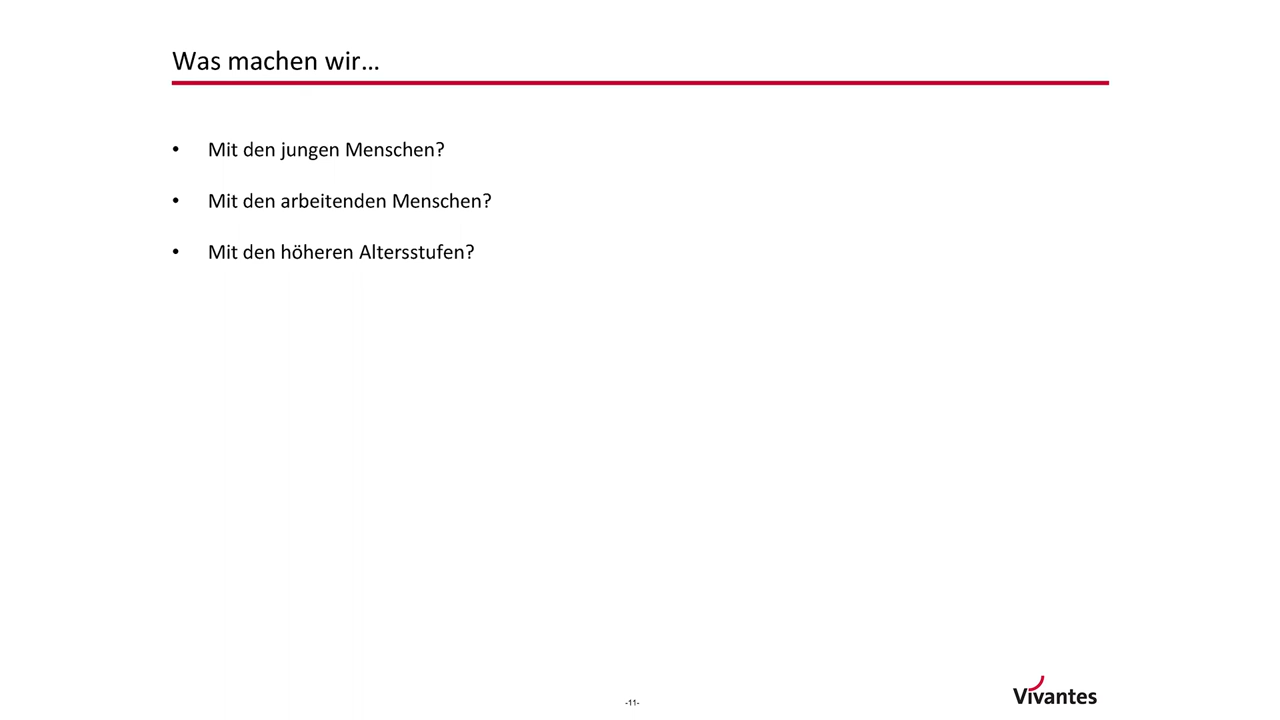 Was machen wir…
• Mit den jungen Menschen?
• Mit den arbeitenden Menschen?
• Mit den höheren Altersstufen?
-11-
Vivantes